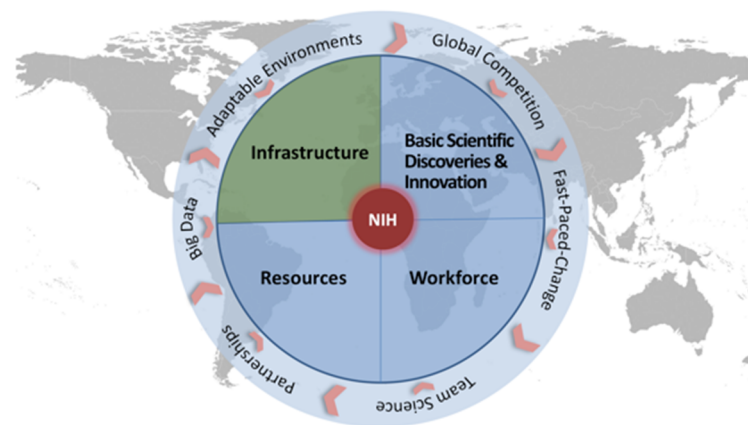 Adaptable Environments
Global Competition
Fast-Paced-Change
Team Science
Partnerships
Big Data
Infrastructure
Basic Scientific
Discoveries &
Innovation
NIH
Resources
Workforce